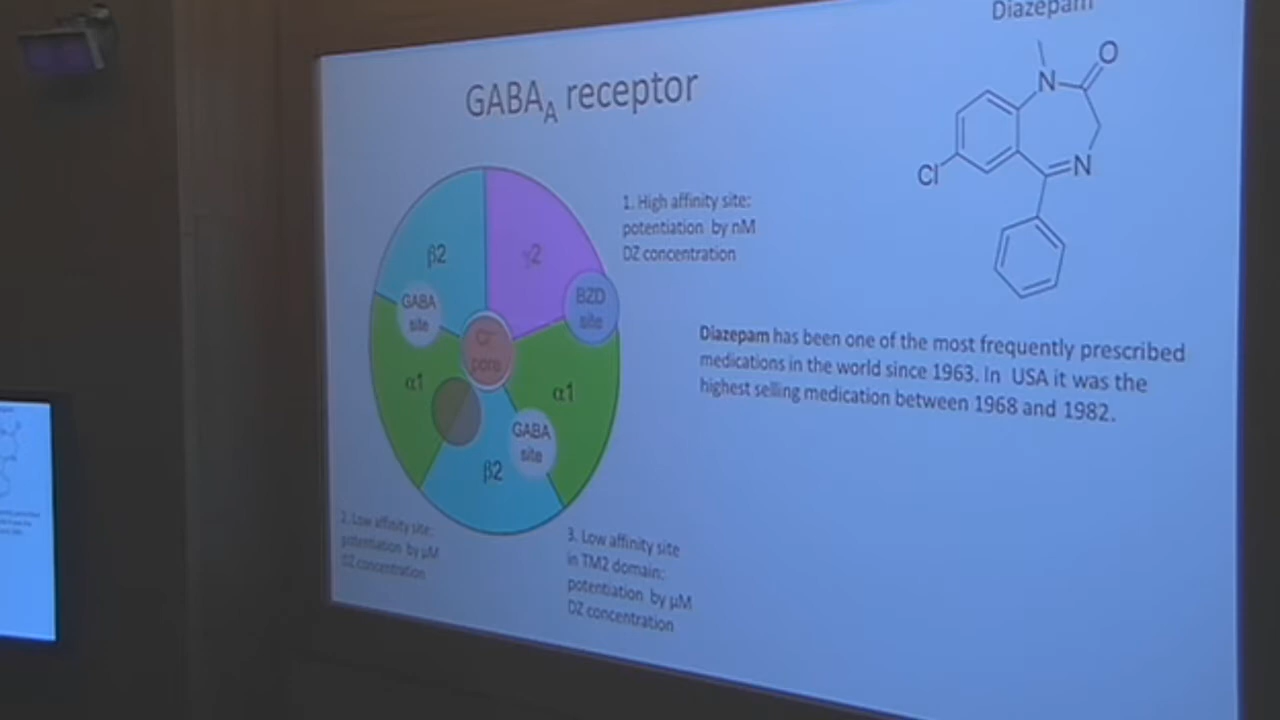 Diazepam
GABAA receptor
N
O
Cl
N
β2
γ2
GABA
site
BZD
site
Cl-
pore
α1
α1
GABA
site
β2
1. High affinity site:
potentiation by nM
DZ concentration
Diazepam has been one of the most frequently prescribed
medications in the world since 1963. In USA it was the
highest selling medication between 1968 and 1982.
2. Low affinity site:
potentiation by μM
DZ concentration
3. Low affinity site
in TM2 domain:
potentiation by μM
DZ concentration